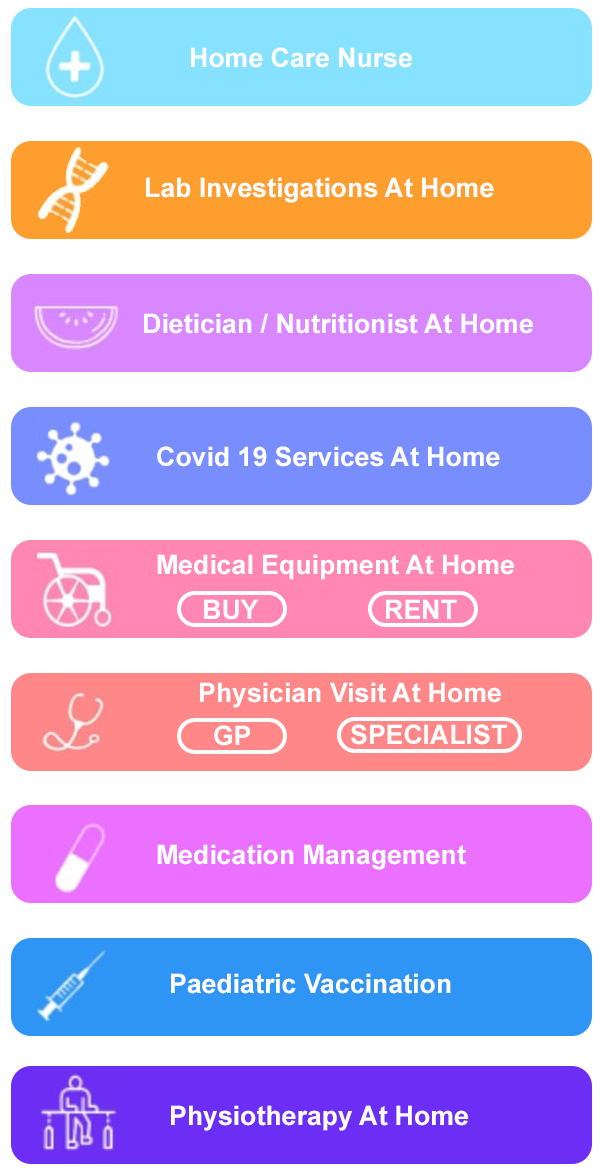 Home Care Nurse
Lab Investigations At Home
Dietician / Nutritionist At Home
Covid 19 Services At Home
Medical Equipment At Home
BUY RENT
Physician Visit At Home
GP SPECIALIST
Medication Management
Paediatric Vaccination
Physiotherapy At Home